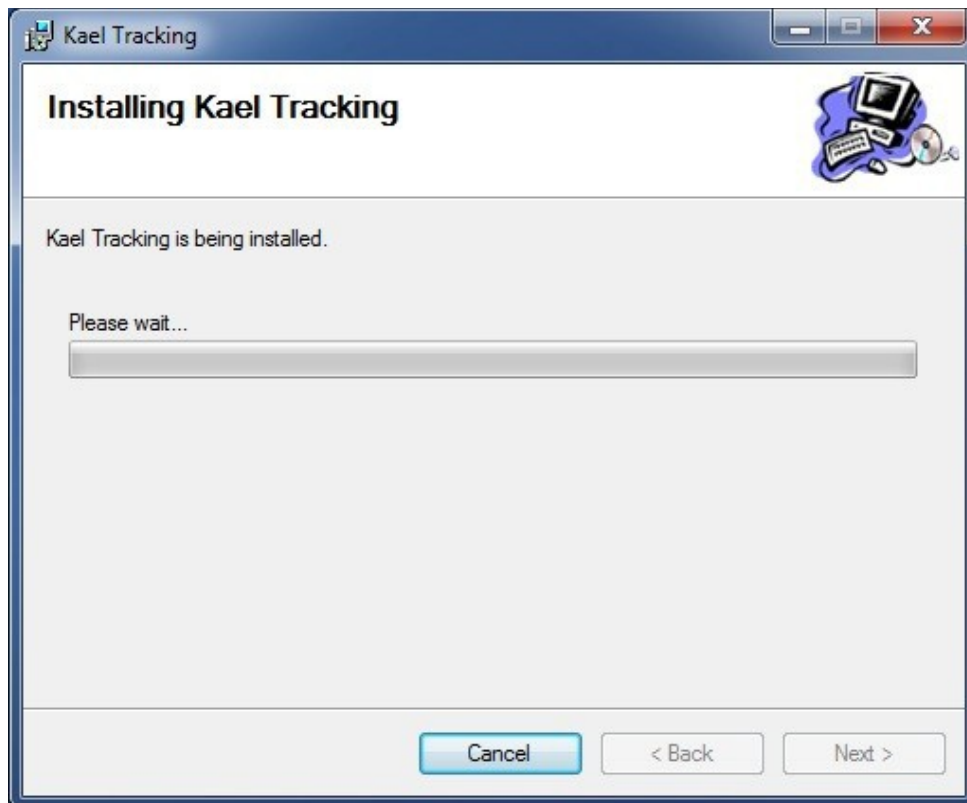 Kael Tracking
Installing Kael Tracking
Kael Tracking is being installed.
Please wait...
Cancel
< Back
Next >